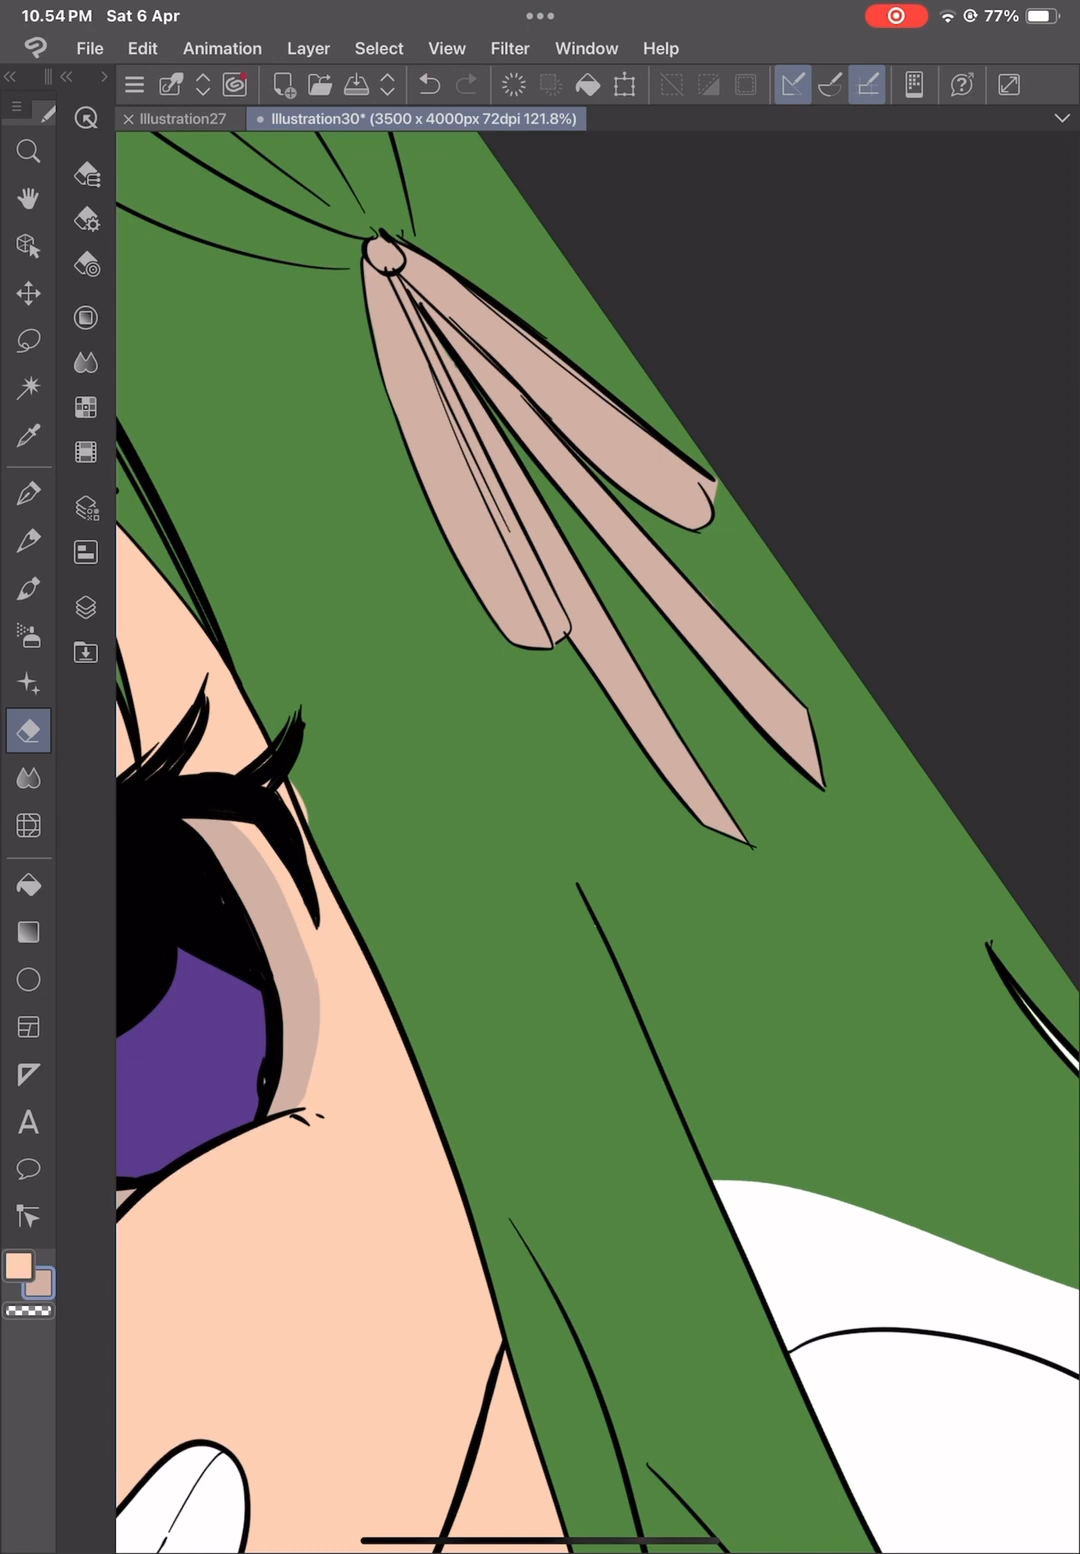 10.54 PM Sat 6 Apr 77%
File Edit Animation Layer Select View Filter Window Help
Illustration27 Illustration30* (3500 x 4000px 72dpi 121.8%)
A